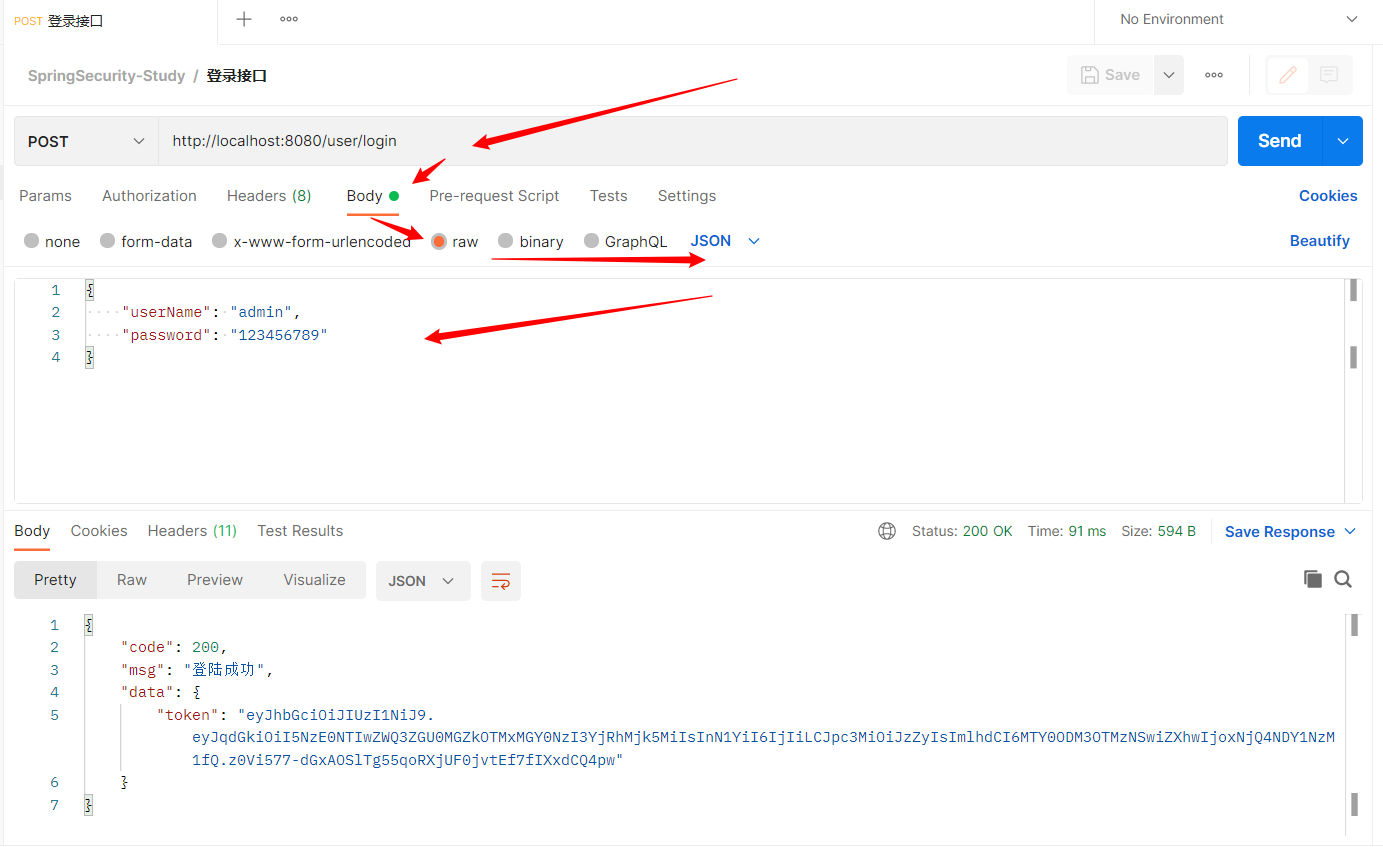 POST 登录接口
No Environment
SpringSecurity-Study / 登录接口
Save
POST
http://localhost:8080/user/login
Send
Params Authorization Headers (8) Body Pre-request Script Tests Settings Cookies
none form-data x-www-form-urlencoded raw binary GraphQL JSON Beautify
1 {
2 "userName": "admin",
3 "password": "123456789"
4 }
Body Cookies Headers (11) Test Results Status: 200 OK Time: 91 ms Size: 594 B Save Response
Pretty Raw Preview Visualize JSON
1 {
2 "code": 200,
3 "msg": "登陆成功",
4 "data": {
5 "token": "eyJhbGciOiJIUzI1NiJ9.
eyJqdGkiOiI5NzE0NTIwZWQ3ZGU0MGZkOTMxMGY0NzI3YjRhMjk5MiIsInN1YiI6IjIiLCJpc3MiOiJzZyIsImlhdCI6MTY0ODM3OTMzNSwiZXhwIjoxNjQ4NDY1NzM
1fQ.z0Vi577-dGxAOSlTg55qoRXjUF0jvtEf7fIXxdCQ4pw"
6 }
7 }